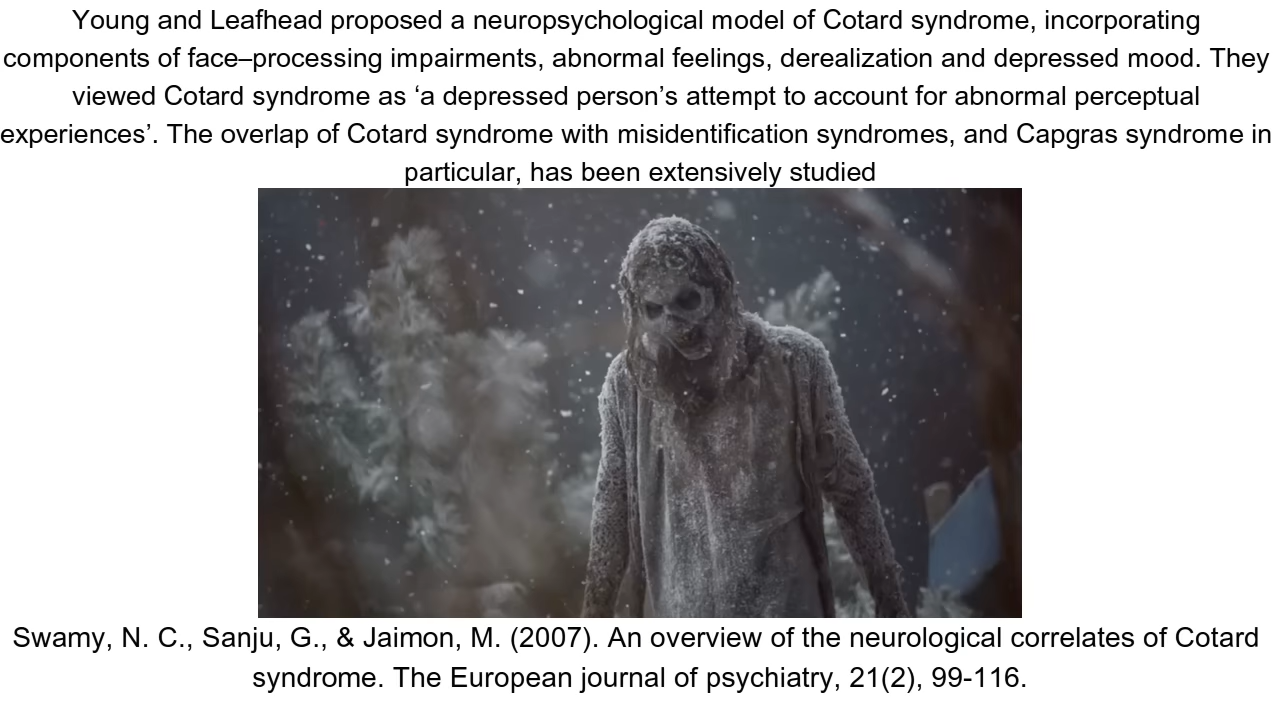 Young and Leafhead proposed a neuropsychological model of Cotard syndrome, incorporating
components of face–processing impairments, abnormal feelings, derealization and depressed mood. They
viewed Cotard syndrome as ‘a depressed person’s attempt to account for abnormal perceptual
experiences’. The overlap of Cotard syndrome with misidentification syndromes, and Capgras syndrome in
particular, has been extensively studied
Swamy, N. C., Sanju, G., & Jaimon, M. (2007). An overview of the neurological correlates of Cotard
syndrome. The European journal of psychiatry, 21(2), 99-116.